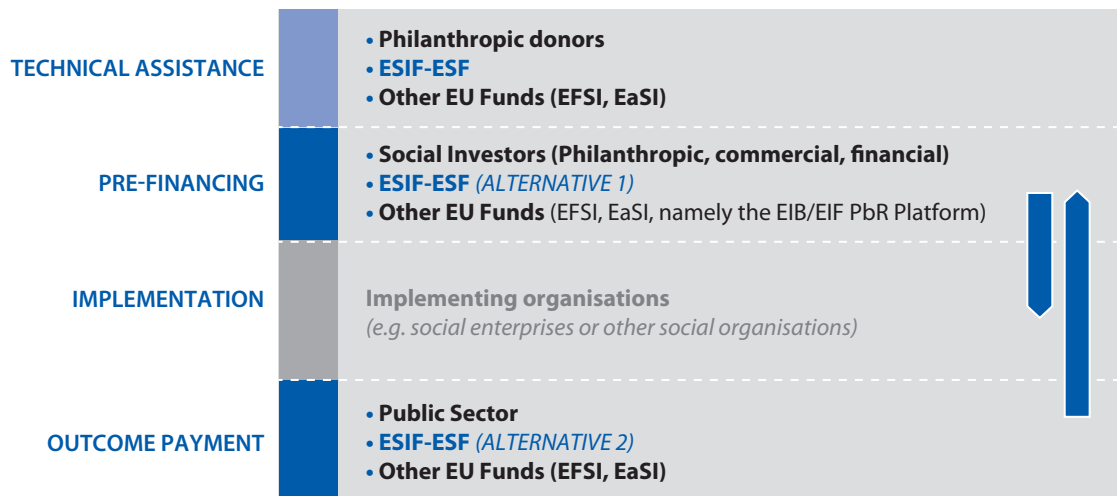 TECHNICAL ASSISTANCE
• Philanthropic donors
• ESIF-ESF
• Other EU Funds (EFSI, EaSI)
PRE-FINANCING
• Social Investors (Philanthropic, commercial, financial)
• ESIF-ESF (ALTERNATIVE 1)
• Other EU Funds (EFSI, EaSI, namely the EIB/EIF PbR Platform)
IMPLEMENTATION
Implementing organisations
(e.g. social enterprises or other social organisations)
OUTCOME PAYMENT
• Public Sector
• ESIF-ESF (ALTERNATIVE 2)
• Other EU Funds (EFSI, EaSI)